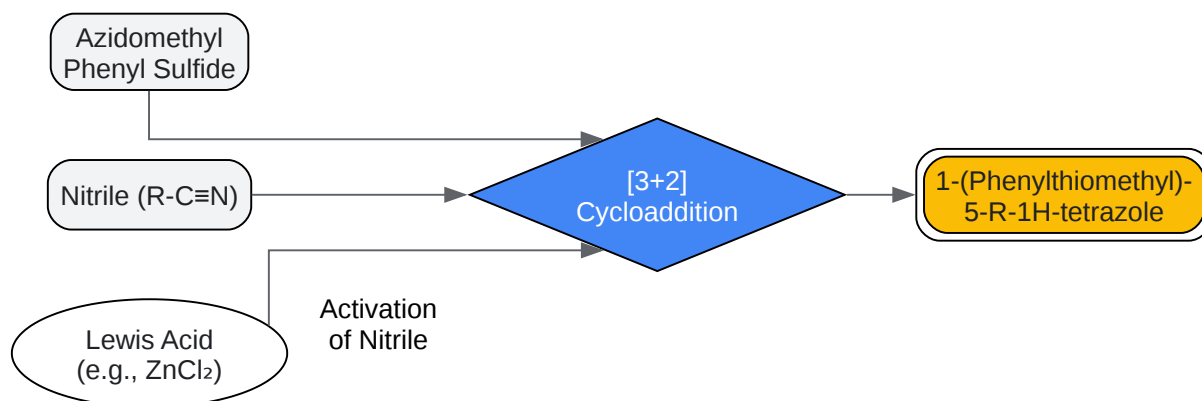 Azidomethyl
Phenyl Sulfide
Nitrile (R-C≡N)
[3+2]
Cycloaddition
1-(Phenylthiomethyl)-
5-R-1H-tetrazole
Activation
of Nitrile
Lewis Acid
(e.g., ZnCl₂)